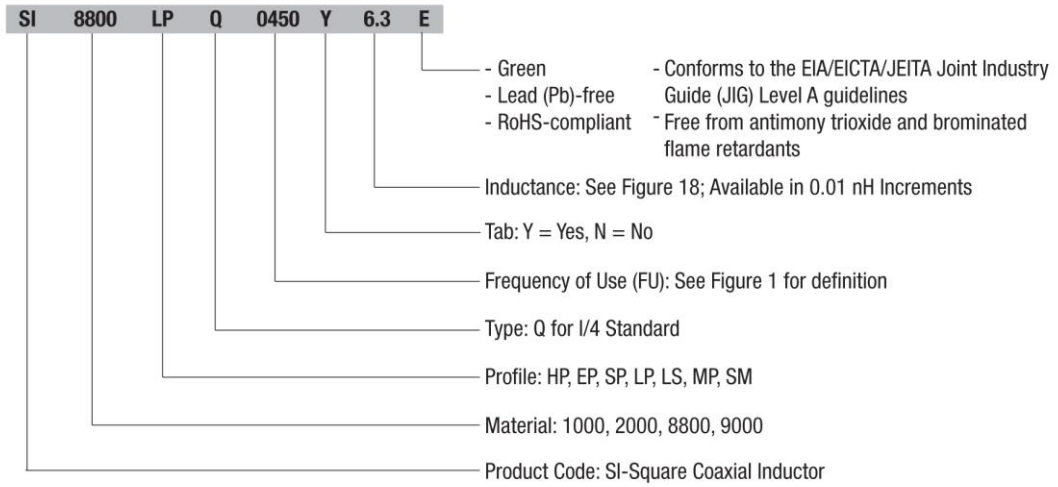 SI 8800 LP Q 0450 Y 6.3 E
- Green
- Lead (Pb)-free
- RoHS-compliant
- Conforms to the EIA/EICTA/JEITA Joint Industry
Guide (JIG) Level A guidelines
- Free from antimony trioxide and brominated
flame retardants
Inductance: See Figure 18; Available in 0.01 nH Increments
Tab: Y = Yes, N = No
Frequency of Use (FU): See Figure 1 for definition
Type: Q for l/4 Standard
Profile: HP, EP, SP, LP, LS, MP, SM
Material: 1000, 2000, 8800, 9000
Product Code: SI-Square Coaxial Inductor